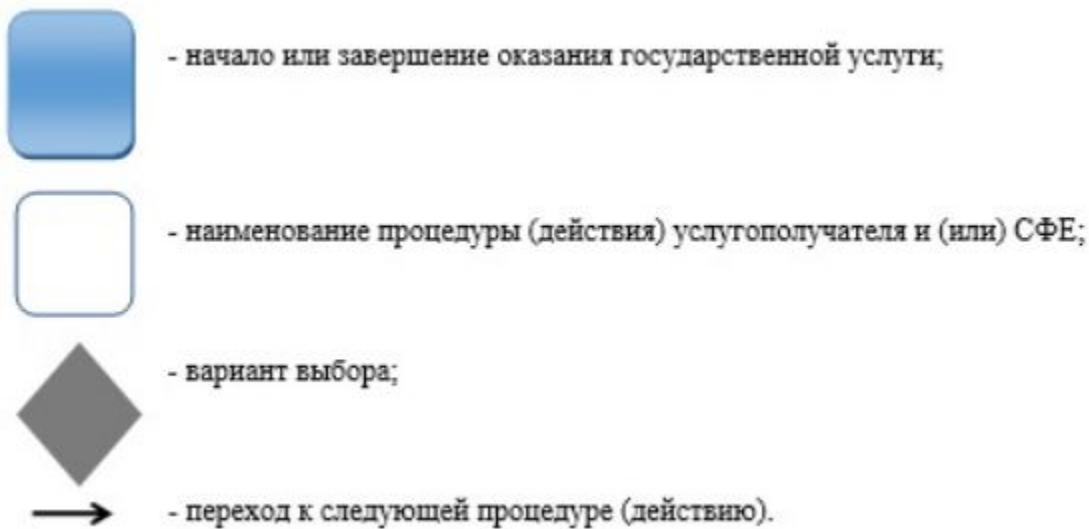 - начало или завершение оказания государственной услуги;
- наименование процедуры (действия) услугополучателя и (или) СФЕ;
- вариант выбора;
- переход к следующей процедуре (действию).